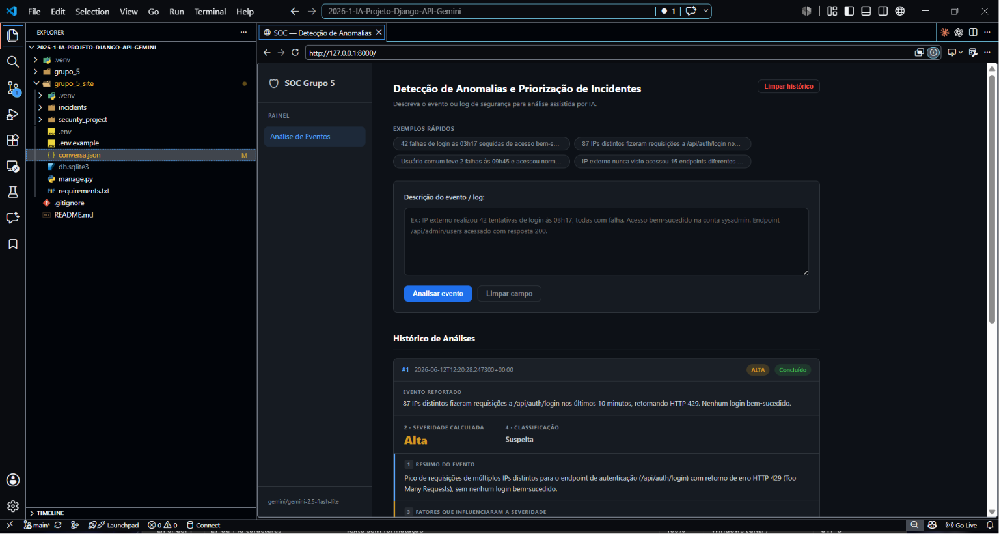 File Edit Selection View Go Run Terminal Help
2026-1-IA-Projeto-Django-API-Gemini
1
EXPLORER
SOC — Detecção de Anomalias
2026-1-IA-PROJETO-DJANGO-API-GEMINI
http://127.0.0.1:8000/
.venv
grupo_5
grupo_5_site
.venv
incidents
security_project
.env
.env.example
conversa.json M
db.sqlite3
manage.py
requirements.txt
.gitignore
README.md
TIMELINE
SOC Grupo 5
PAINEL
Análise de Eventos
gemini/gemini-2.5-flash-lite
Detecção de Anomalias e Priorização de Incidentes
Limpar histórico
Descreva o evento ou log de segurança para análise assistida por IA.
EXEMPLOS RÁPIDOS
42 falhas de login às 03h17 seguidas de acesso bem-s...
87 IPs distintos fizeram requisições a /api/auth/login no...
Usuário comum teve 2 falhas às 09h45 e acessou norm...
IP externo nunca visto acessou 15 endpoints diferentes ...
Descrição do evento / log:
Ex.: IP externo realizou 42 tentativas de login às 03h17, todas com falha. Acesso bem-sucedido na conta sysadmin. Endpoint
/api/admin/users acessado com resposta 200.
Analisar evento
Limpar campo
Histórico de Análises
#1 2026-06-12T12:20:28.247300+00:00
ALTA
Concluído
EVENTO REPORTADO
87 IPs distintos fizeram requisições a /api/auth/login nos últimos 10 minutos, retornando HTTP 429. Nenhum login bem-sucedido.
2 - SEVERIDADE CALCULADA
Alta
4 - CLASSIFICAÇÃO
Suspeita
1 RESUMO DO EVENTO
Pico de requisições de múltiplos IPs distintos para o endpoint de autenticação (/api/auth/login) com retorno de erro HTTP 429 (Too
Many Requests), sem nenhum login bem-sucedido.
3 FATORES QUE INFLUENCIARAM A SEVERIDADE
main* Launchpad 0 0 Connect
Go Live